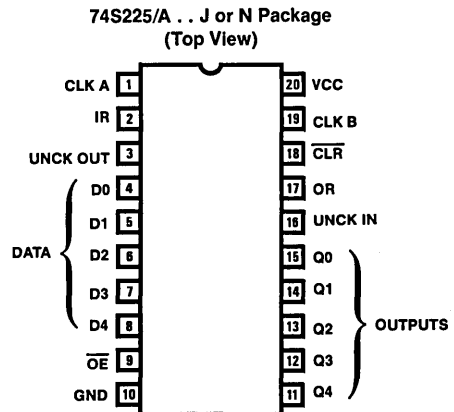 74S225/A . . J or N Package
(Top View)
CLK A 1 20 VCC
IR 2 19 CLK B
UNCK OUT 3 18 C̅L̅R̅
D0 4 17 OR
D1 5 16 UNCK IN
DATA D2 6 15 Q0
D3 7 14 Q1
D4 8 13 Q2 OUTPUTS
O̅E̅ 9 12 Q3
GND 10 11 Q4